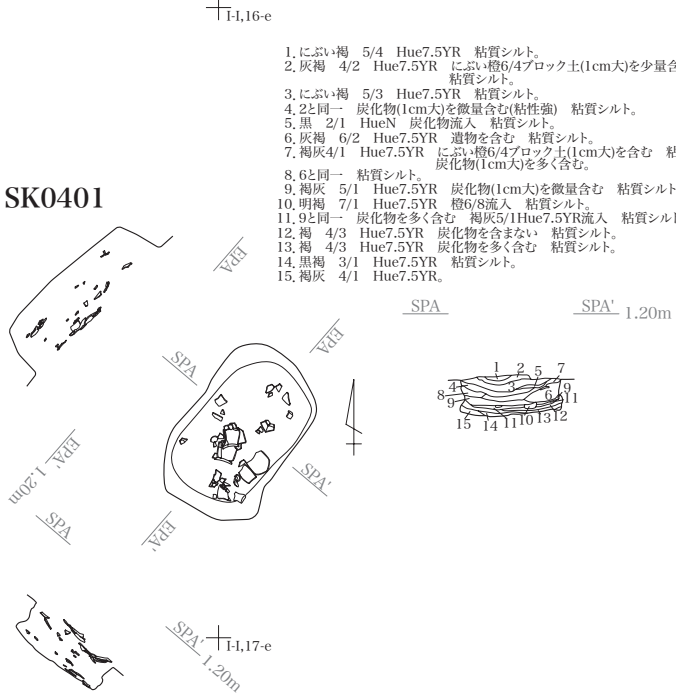 I-I,16-e
1. にぶい褐 5/4 Hue7.5YR 粘質シルト。
2. 灰褐 4/2 Hue7.5YR にぶい橙6/4ブロック土(1cm大)を少量含
粘質シルト。
3. にぶい褐 5/3 Hue7.5YR 粘質シルト。
4. 2と同一 炭化物(1cm大)を微量含む(粘性強) 粘質シルト。
5. 黒 2/1 HueN 炭化物流入 粘質シルト。
6. 灰褐 6/2 Hue7.5YR 遺物を含む 粘質シルト。
7. 褐灰4/1 Hue7.5YR にぶい橙6/4ブロック土(1cm大)を含む 粘
炭化物(1cm大)を多く含む。
8. 6と同一 粘質シルト。
9. 褐灰 5/1 Hue7.5YR 炭化物(1cm大)を微量含む 粘質シルト
10. 明褐 7/1 Hue7.5YR 橙6/8流入 粘質シルト。
11. 9と同一 炭化物を多く含む 褐灰5/1Hue7.5YR流入 粘質シルト
12. 褐 4/3 Hue7.5YR 炭化物を含まない 粘質シルト。
13. 褐 4/3 Hue7.5YR 炭化物を多く含む 粘質シルト。
14. 黒褐 3/1 Hue7.5YR 粘質シルト。
15. 褐灰 4/1 Hue7.5YR。
SK0401
EPA
SPA
SPA' 1.20m
EPA
SPA
1 2 5 7
4 3 9
8 6 11
9 12
15 14 11 10 13
EPA' 1.20m
SPA'
SPA
EPA'
SPA' 1.20m
I-I,17-e